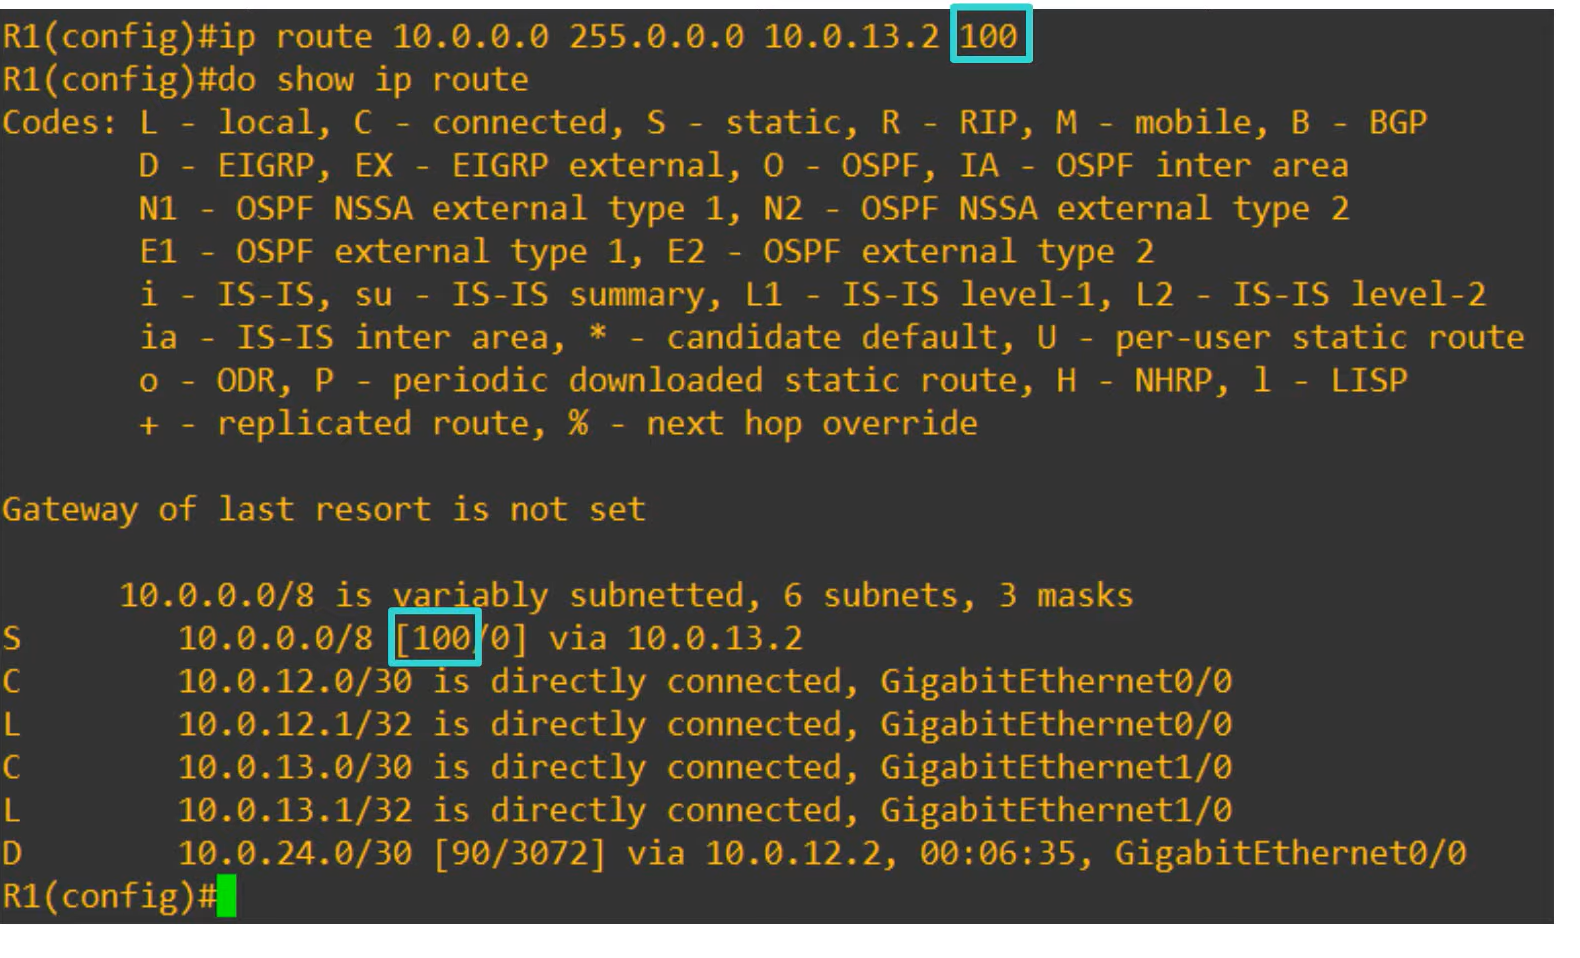 R1(config)#ip route 10.0.0.0 255.0.0.0 10.0.13.2 100
R1(config)#do show ip route
Codes: L - local, C - connected, S - static, R - RIP, M - mobile, B - BGP
       D - EIGRP, EX - EIGRP external, O - OSPF, IA - OSPF inter area
       N1 - OSPF NSSA external type 1, N2 - OSPF NSSA external type 2
       E1 - OSPF external type 1, E2 - OSPF external type 2
       i - IS-IS, su - IS-IS summary, L1 - IS-IS level-1, L2 - IS-IS level-2
       ia - IS-IS inter area, * - candidate default, U - per-user static route
       o - ODR, P - periodic downloaded static route, H - NHRP, l - LISP
       + - replicated route, % - next hop override
Gateway of last resort is not set
      10.0.0.0/8 is variably subnetted, 6 subnets, 3 masks
S        10.0.0.0/8 [100/0] via 10.0.13.2
C        10.0.12.0/30 is directly connected, GigabitEthernet0/0
L        10.0.12.1/32 is directly connected, GigabitEthernet0/0
C        10.0.13.0/30 is directly connected, GigabitEthernet1/0
L        10.0.13.1/32 is directly connected, GigabitEthernet1/0
D        10.0.24.0/30 [90/3072] via 10.0.12.2, 00:06:35, GigabitEthernet0/0
R1(config)#